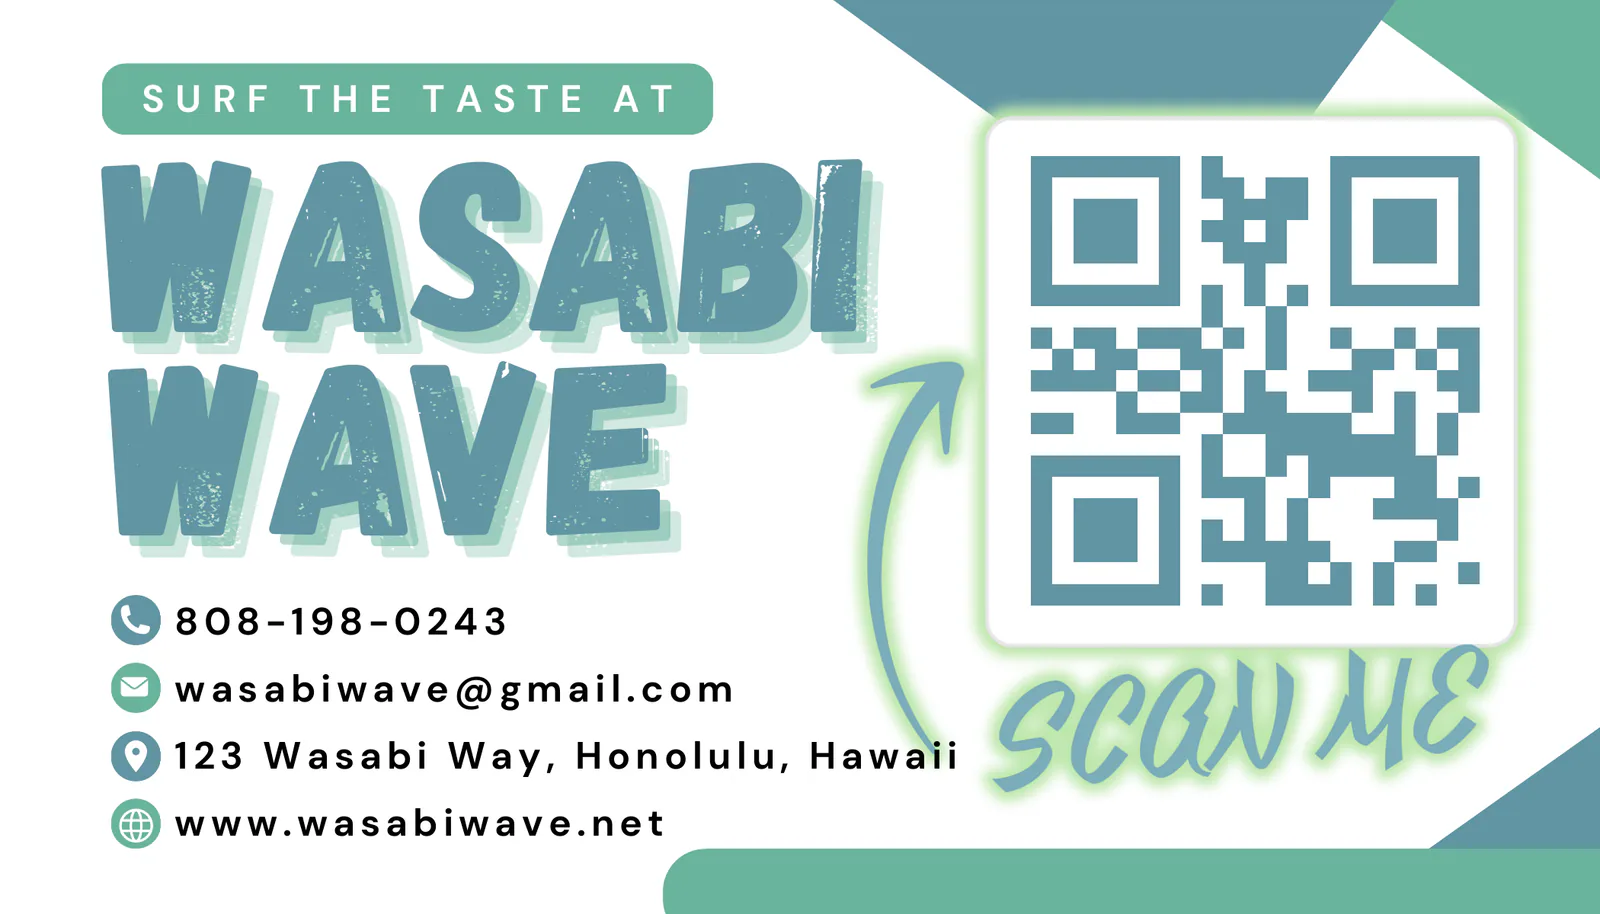 SURF THE TASTE AT
WASABI
WAVE
808-198-0243
wasabiwave@gmail.com
123 Wasabi Way, Honolulu, Hawaii
www.wasabiwave.net
SCAN ME